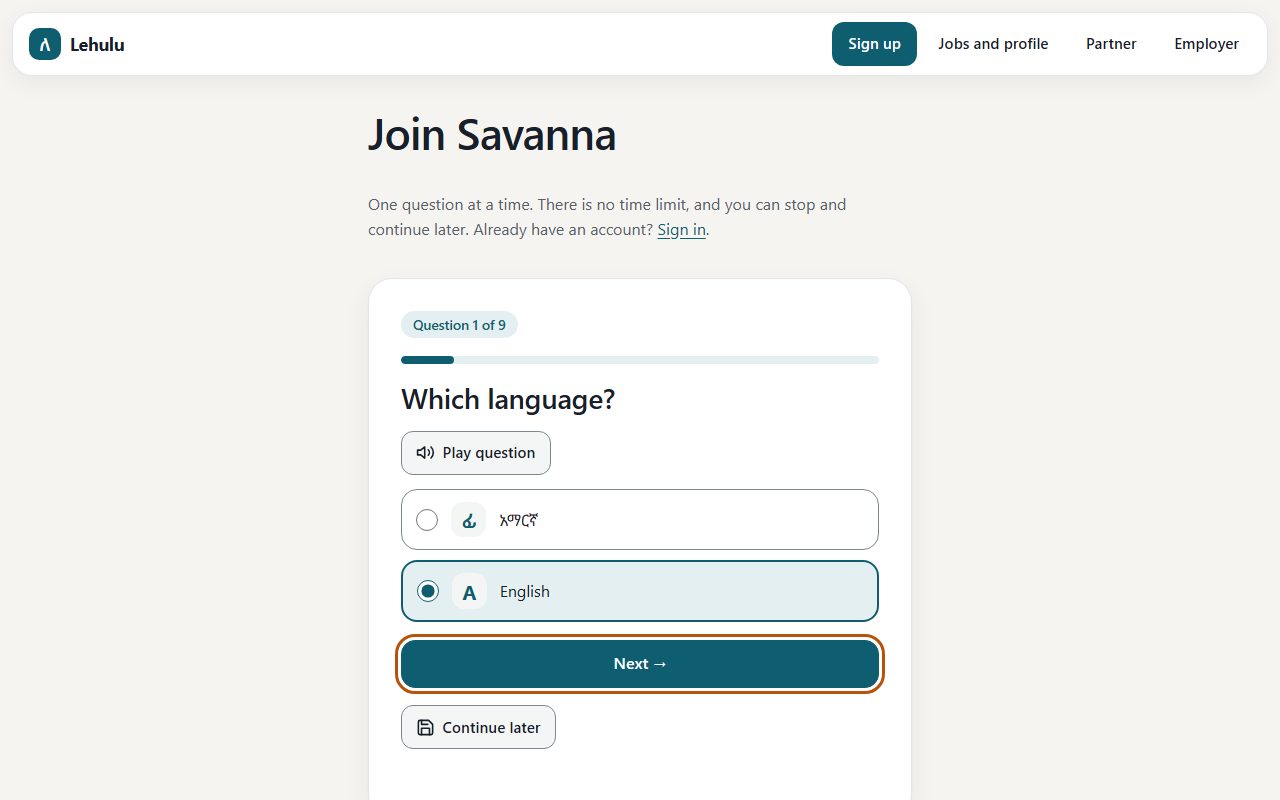 ለ Lehulu
Sign up
Jobs and profile
Partner
Employer
Join Savanna
One question at a time. There is no time limit, and you can stop and
continue later. Already have an account? Sign in.
Question 1 of 9
Which language?
Play question
ፊ አማርኛ
A English
Next →
Continue later